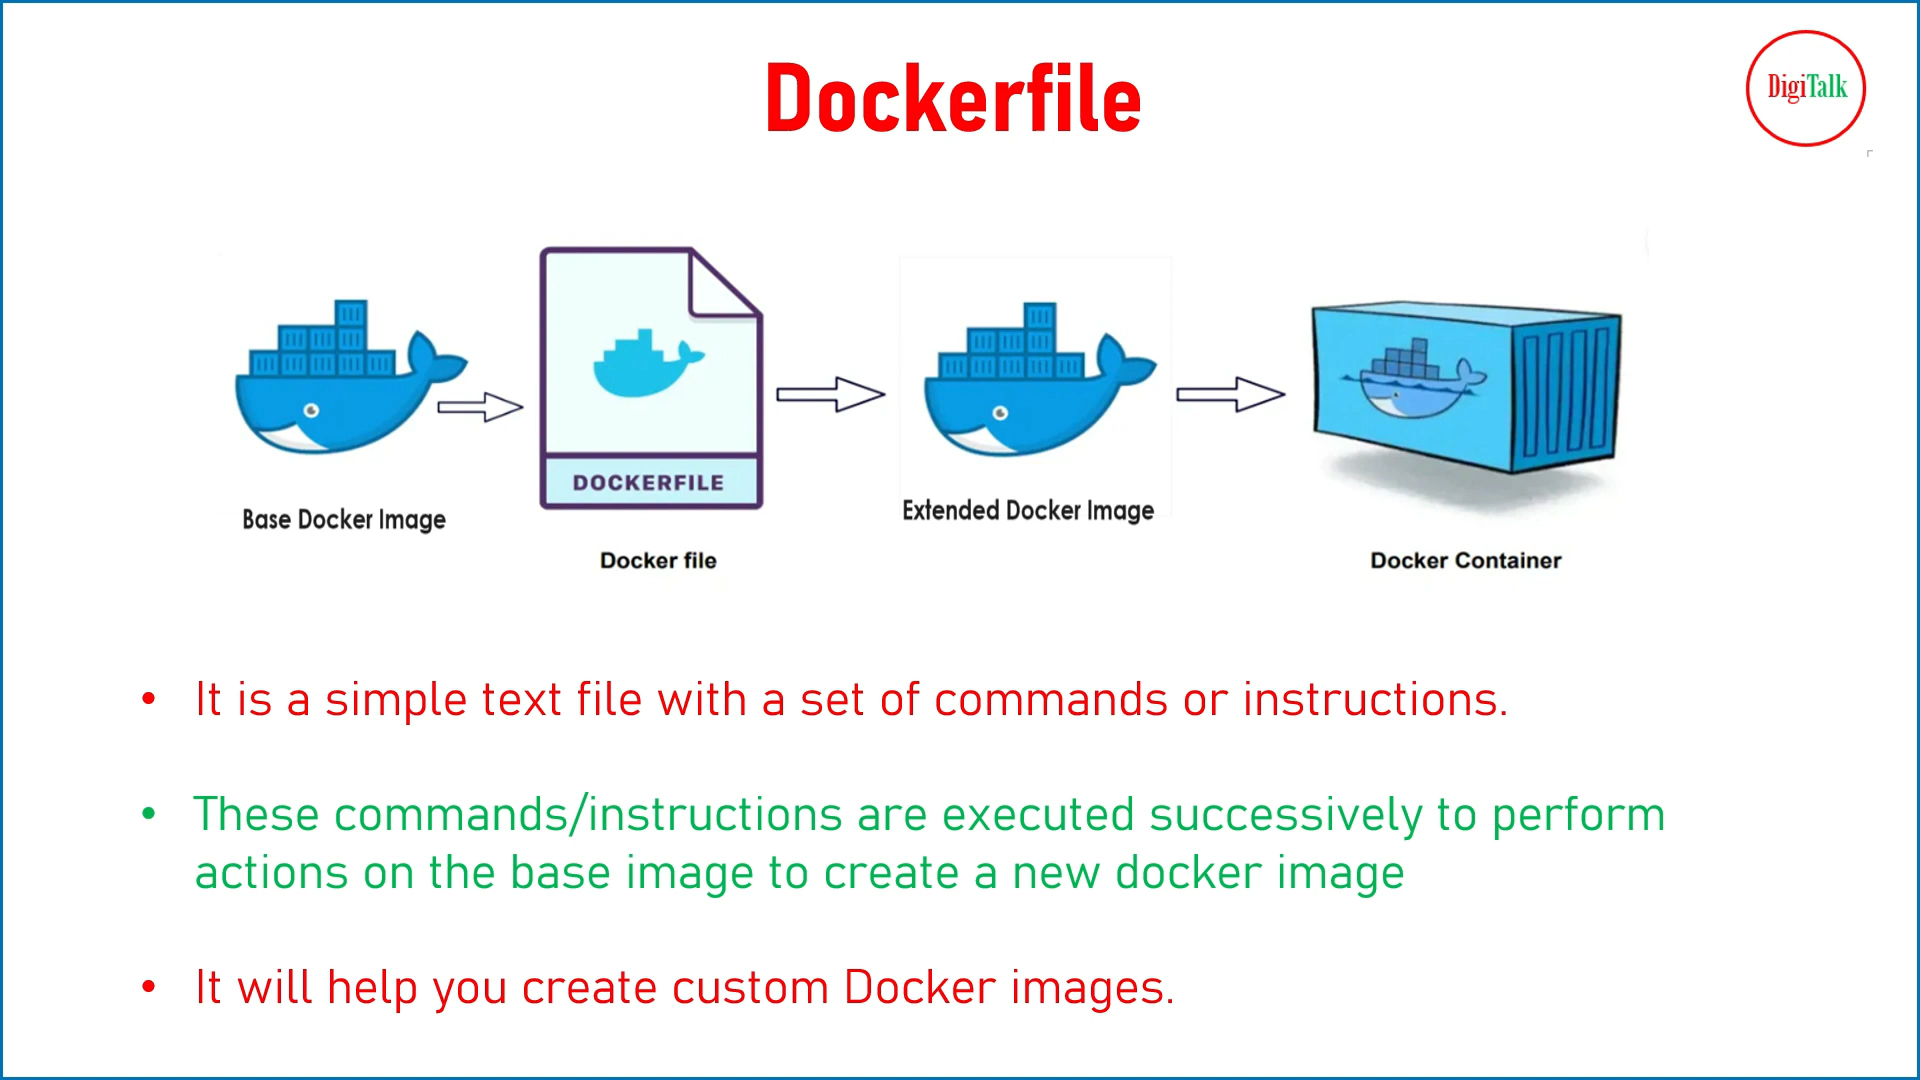 Dockerfile
DigiTalk
DOCKERFILE
Base Docker Image
Extended Docker Image
Docker file
Docker Container
• It is a simple text file with a set of commands or instructions.
• These commands/instructions are executed successively to perform
actions on the base image to create a new docker image
• It will help you create custom Docker images.